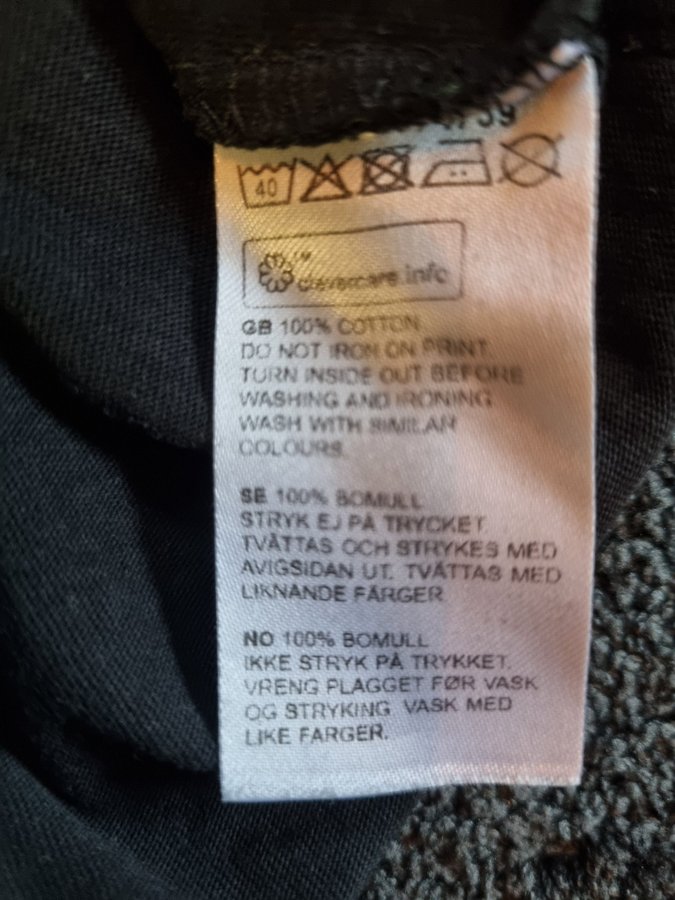 39
40
TM
clevercare.info
GB 100% COTTON
DO NOT IRON ON PRINT
TURN INSIDE OUT BEFORE
WASHING AND IRONING
WASH WITH SIMILAR
COLOURS
SE 100% BOMULL
STRYK EJ PÅ TRYCKET.
TVÄTTAS OCH STRYKES MED
AVIGSIDAN UT. TVÄTTAS MED
LIKNANDE FÄRGER
NO 100% BOMULL
IKKE STRYK PÅ TRYKKET.
VRENG PLAGGET FØR VASK
OG STRYKING VASK MED
LIKE FARGER.